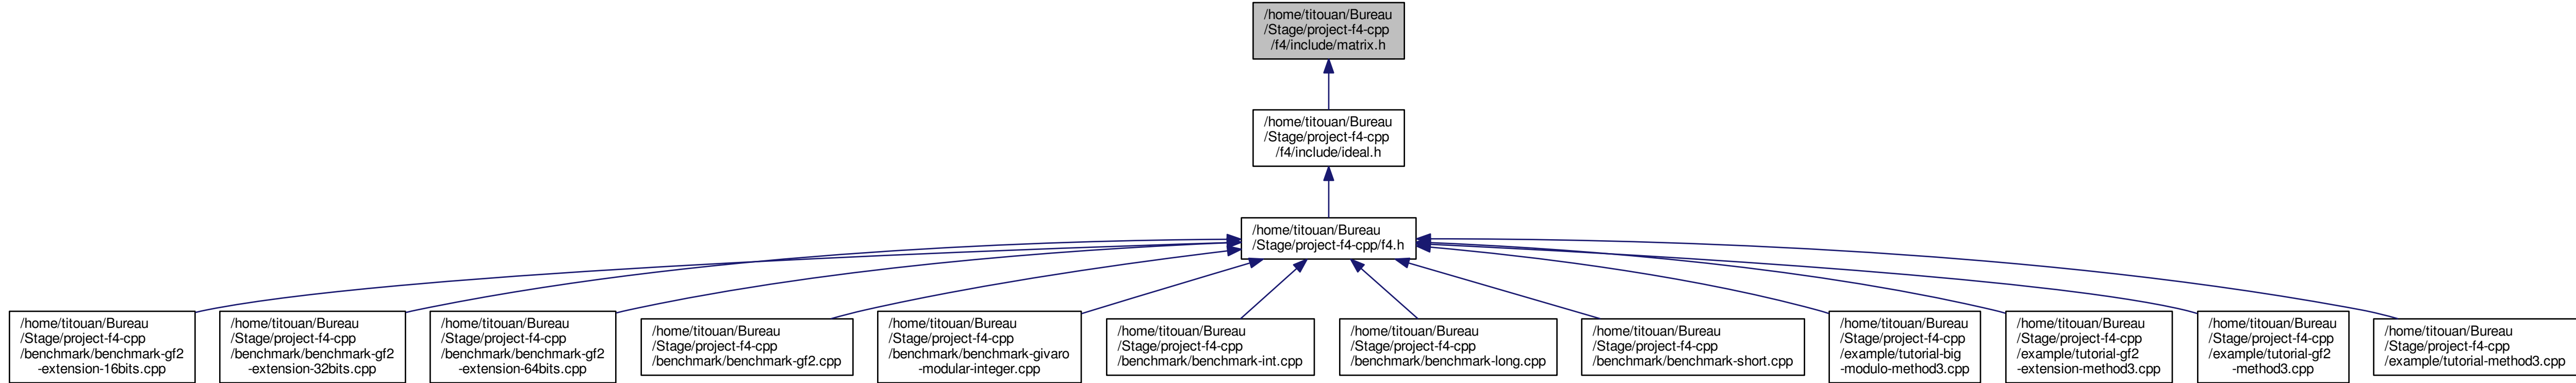 /home/titouan/Bureau
/Stage/project-f4-cpp
/f4/include/matrix.h
/home/titouan/Bureau
/Stage/project-f4-cpp
/f4/include/ideal.h
/home/titouan/Bureau
/Stage/project-f4-cpp/f4.h
/home/titouan/Bureau
/Stage/project-f4-cpp
/benchmark/benchmark-gf2
-extension-16bits.cpp
/home/titouan/Bureau
/Stage/project-f4-cpp
/benchmark/benchmark-gf2
-extension-32bits.cpp
/home/titouan/Bureau
/Stage/project-f4-cpp
/benchmark/benchmark-gf2
-extension-64bits.cpp
/home/titouan/Bureau
/Stage/project-f4-cpp
/benchmark/benchmark-gf2.cpp
/home/titouan/Bureau
/Stage/project-f4-cpp
/benchmark/benchmark-givaro
-modular-integer.cpp
/home/titouan/Bureau
/Stage/project-f4-cpp
/benchmark/benchmark-int.cpp
/home/titouan/Bureau
/Stage/project-f4-cpp
/benchmark/benchmark-long.cpp
/home/titouan/Bureau
/Stage/project-f4-cpp
/benchmark/benchmark-short.cpp
/home/titouan/Bureau
/Stage/project-f4-cpp
/example/tutorial-big
-modulo-method3.cpp
/home/titouan/Bureau
/Stage/project-f4-cpp
/example/tutorial-gf2
-extension-method3.cpp
/home/titouan/Bureau
/Stage/project-f4-cpp
/example/tutorial-gf2
-method3.cpp
/home/titouan/Bureau
/Stage/project-f4-cpp
/example/tutorial-method3.cpp